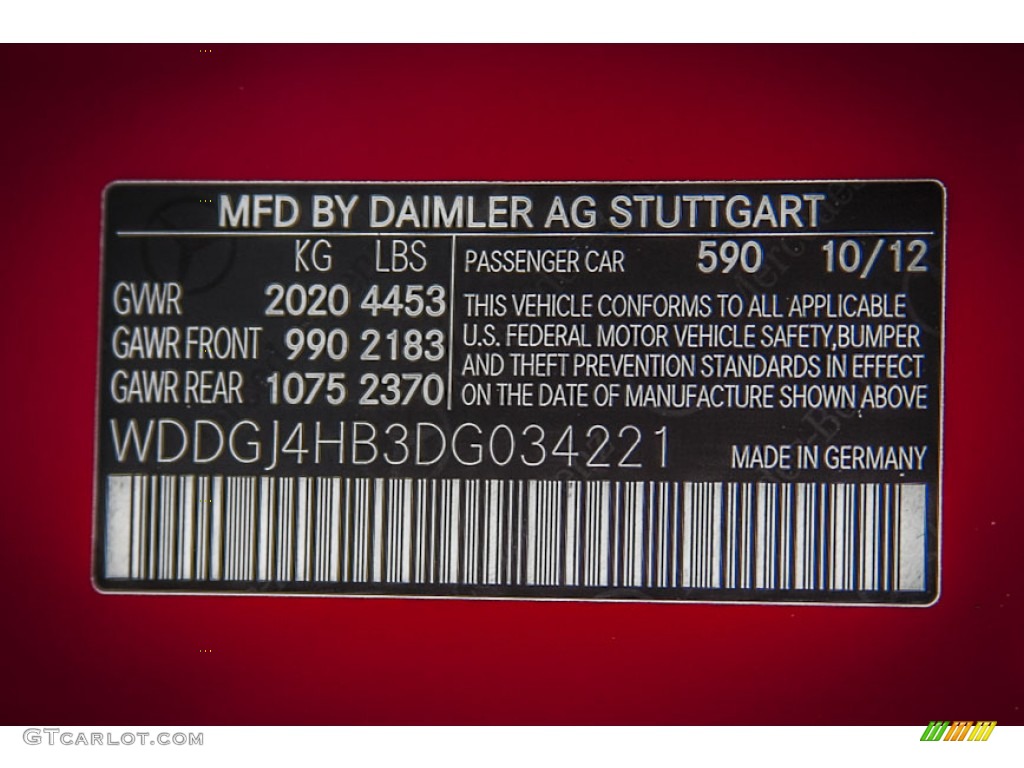 MFD BY DAIMLER AG STUTTGART
KG LBS
GVWR 2020 4453
GAWR FRONT 990 2183
GAWR REAR 1075 2370
PASSENGER CAR 590 10/12
THIS VEHICLE CONFORMS TO ALL APPLICABLE
U.S. FEDERAL MOTOR VEHICLE SAFETY,BUMPER
AND THEFT PREVENTION STANDARDS IN EFFECT
ON THE DATE OF MANUFACTURE SHOWN ABOVE
WDDGJ4HB3DG034221
MADE IN GERMANY
GTCARLOT.COM